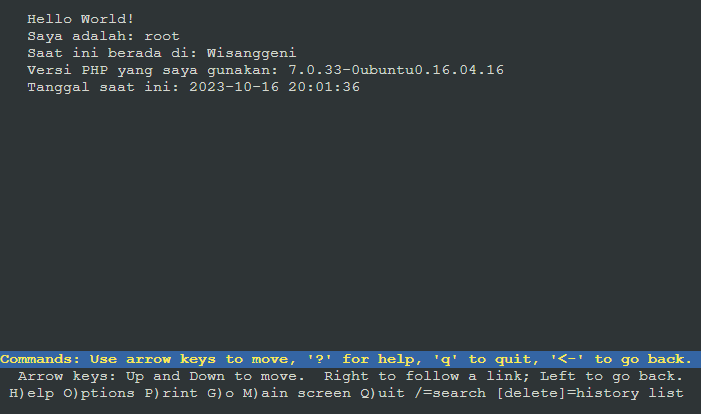 Hello World!
Saya adalah: root
Saat ini berada di: Wisanggeni
Versi PHP yang saya gunakan: 7.0.33-0ubuntu0.16.04.16
Tanggal saat ini: 2023-10-16 20:01:36
Commands: Use arrow keys to move, '?' for help, 'q' to quit, '<-' to go back.
Arrow keys: Up and Down to move.  Right to follow a link; Left to go back.
H)elp O)ptions P)rint G)o M)ain screen Q)uit /=search [delete]=history list